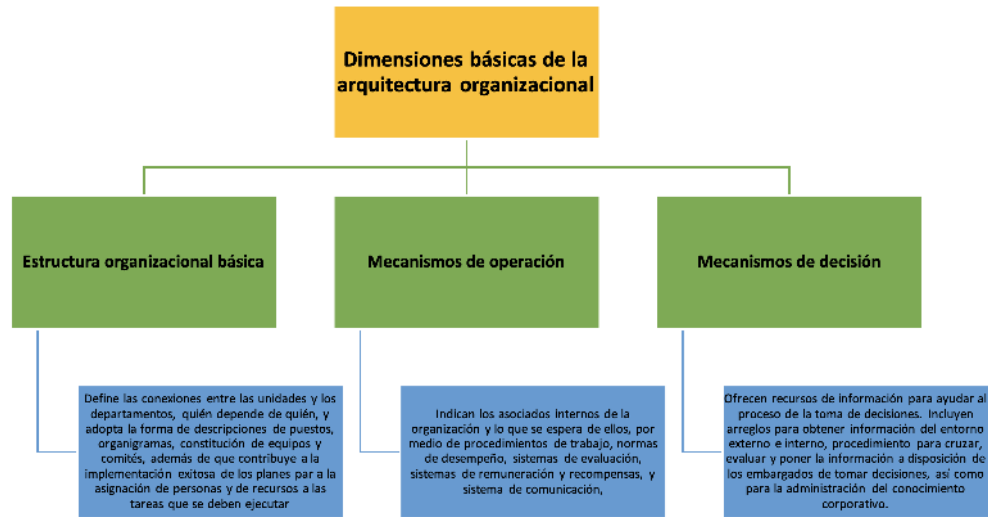 Dimensiones básicas de la
arquitectura organizacional
Estructura organizacional básica
Mecanismos de operación
Mecanismos de decisión
Define las conexiones entre las unidades y los
departamentos, quién depende de quién, y
adopta la forma de descripciones de puestos,
organigramas, constitución de equipos y
comités, además de que contribuye a la
implementación exitosa de los planes par a la
asignación de personas y de recursos a las
tareas que se deben ejecutar
Indican los asociados internos de la
organización y lo que se espera de ellos, por
medio de procedimientos de trabajo, normas
de desempeño, sistemas de evaluación,
sistemas de remuneración y recompensas, y
sistema de comunicación,
Ofrecen recursos de información para ayudar al
proceso de la toma de decisiones. Incluyen
arreglos para obtener información del entorno
externo e interno, procedimiento para cruzar,
evaluar y poner la información a disposición de
los embargados de tomar decisiones, así como
para la administración del conocimiento
corporativo.